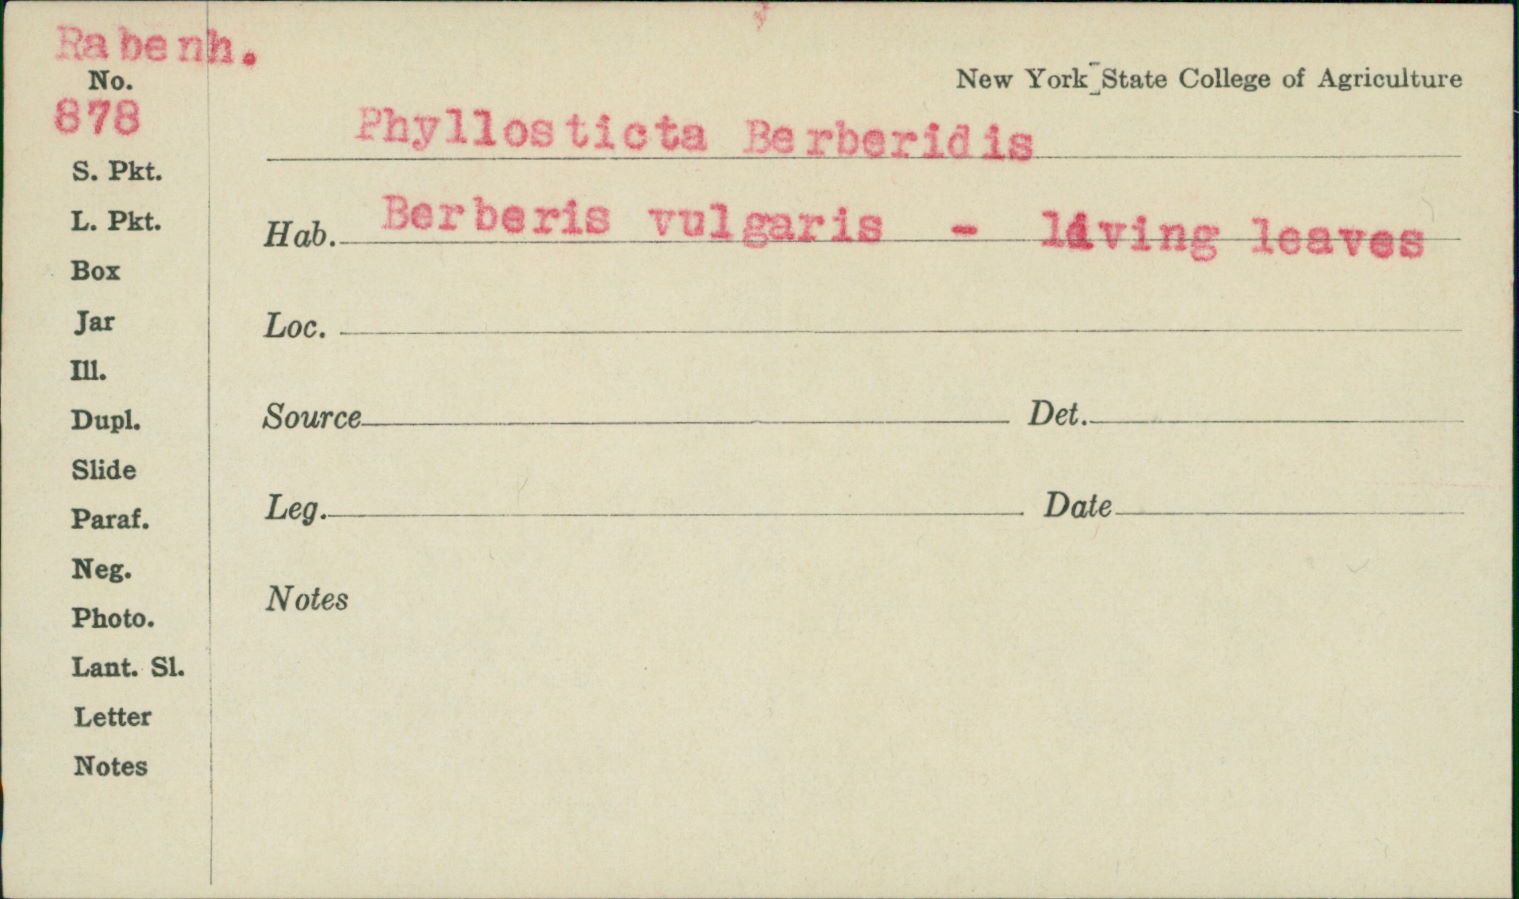 Rabenh.
No.
878
New York State College of Agriculture
Phyllosticta Berberidis
S. Pkt.
L. Pkt.
Hab. Berberis vulgaris - living leaves
Box
Jar
Loc.
Ill.
Dupl.
Source Det.
Slide
Paraf.
Leg. Date
Neg.
Notes
Photo.
Lant. Sl.
Letter
Notes